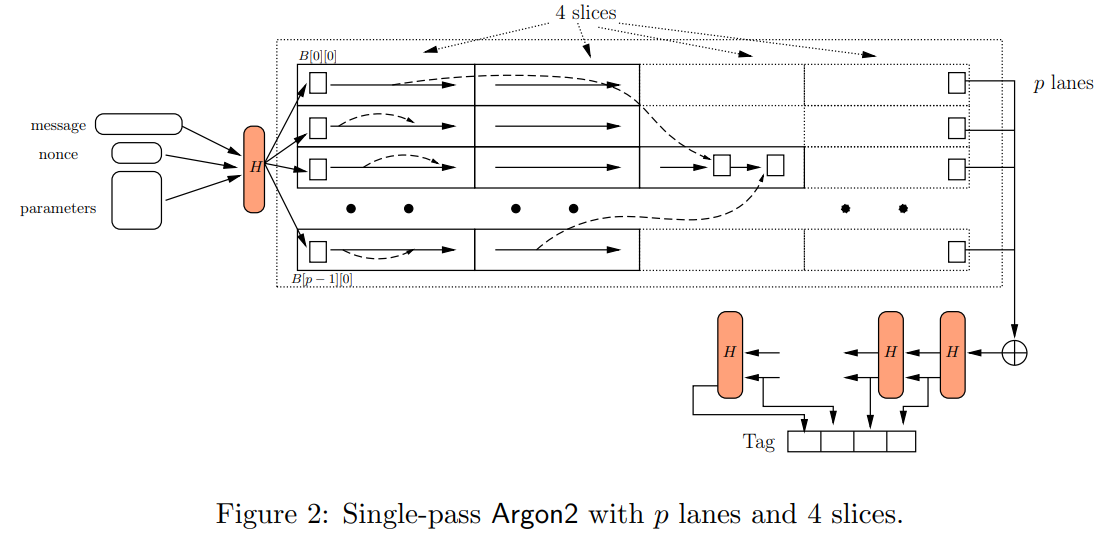 4 slices
B[0][0]
p lanes
message
nonce
H
parameters
B[p − 1][0]
H
H
H
Tag
Figure 2: Single-pass Argon2 with p lanes and 4 slices.